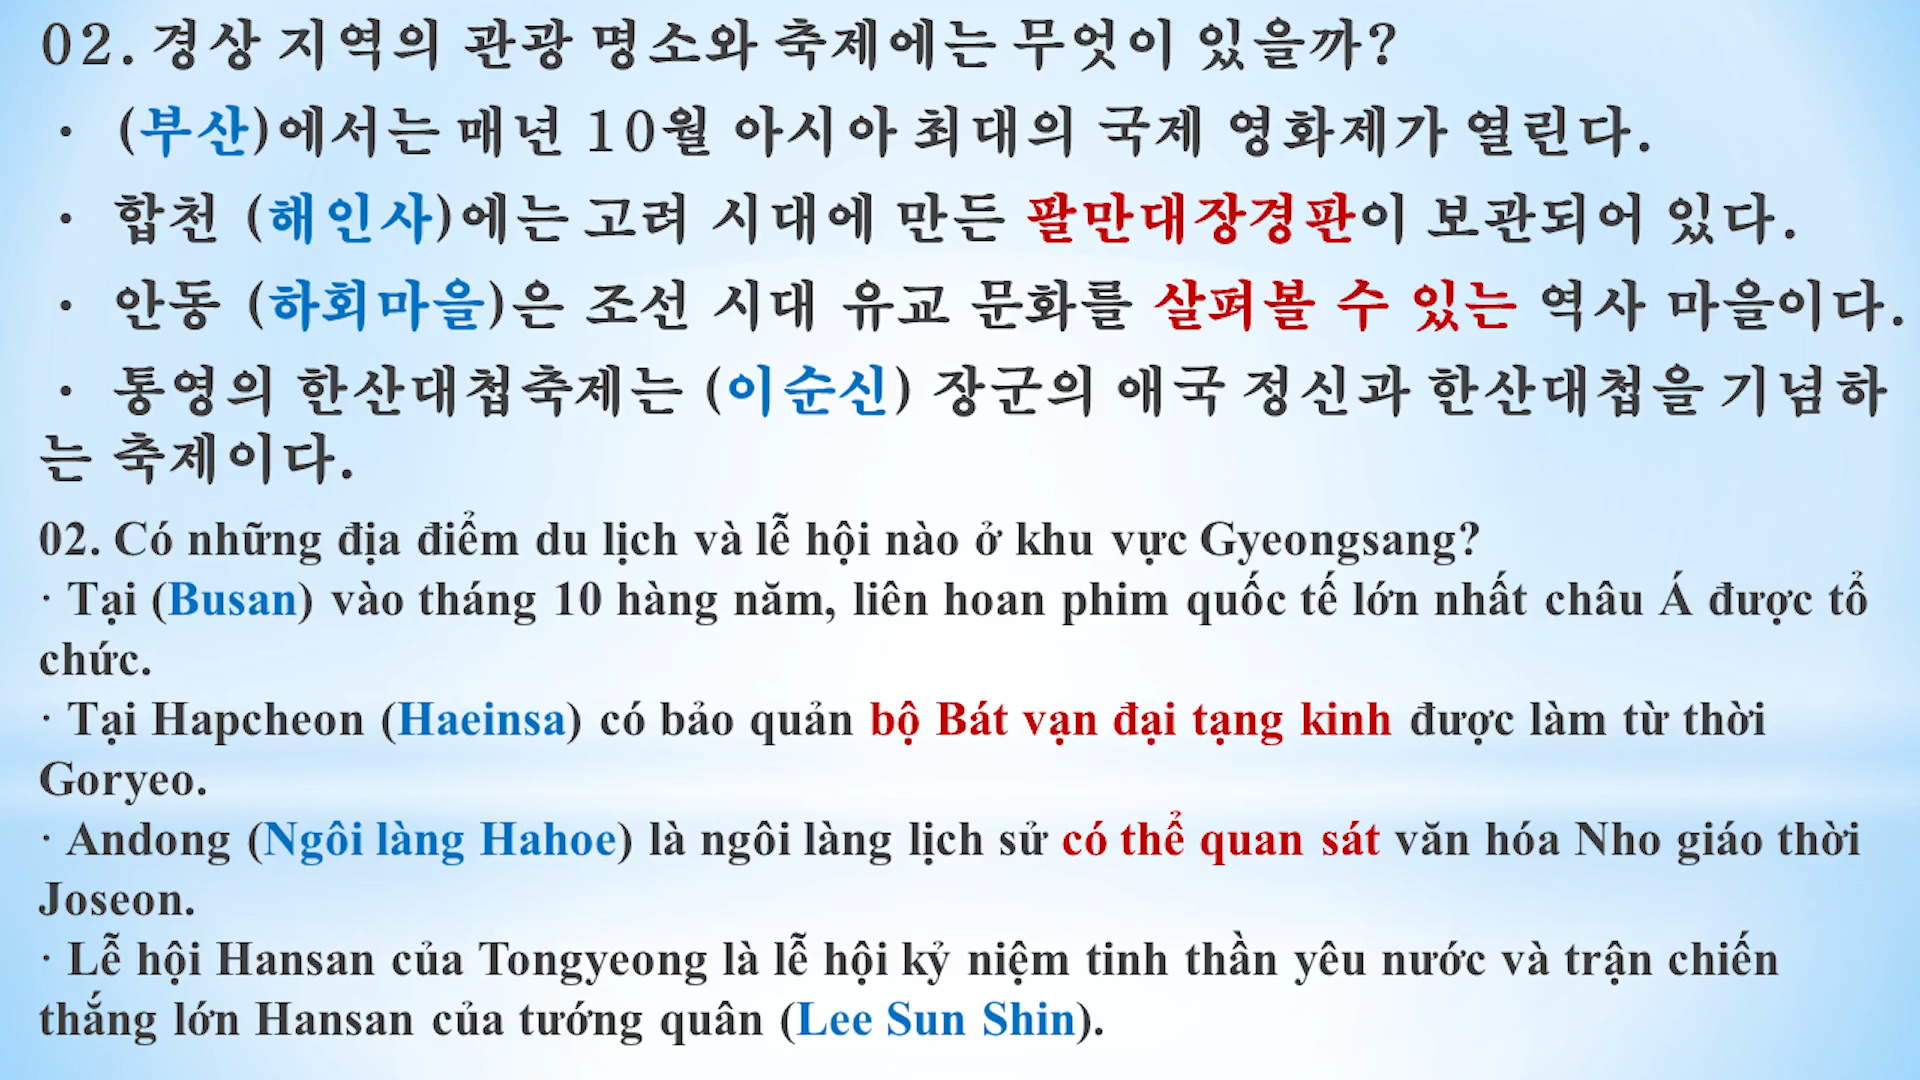 02. 경상 지역의 관광 명소와 축제에는 무엇이 있을까?
· (부산)에서는 매년 10월 아시아 최대의 국제 영화제가 열린다.
· 합천 (해인사)에는 고려 시대에 만든 팔만대장경판이 보관되어 있다.
· 안동 (하회마을)은 조선 시대 유교 문화를 살펴볼 수 있는 역사 마을이다.
· 통영의 한산대첩축제는 (이순신) 장군의 애국 정신과 한산대첩을 기념하
는 축제이다.
02. Có những địa điểm du lịch và lễ hội nào ở khu vực Gyeongsang?
· Tại (Busan) vào tháng 10 hàng năm, liên hoan phim quốc tế lớn nhất châu Á được tổ
chức.
· Tại Hapcheon (Haeinsa) có bảo quản bộ Bát vạn đại tạng kinh được làm từ thời
Goryeo.
· Andong (Ngôi làng Hahoe) là ngôi làng lịch sử có thể quan sát văn hóa Nho giáo thời
Joseon.
· Lễ hội Hansan của Tongyeong là lễ hội kỷ niệm tinh thần yêu nước và trận chiến
thắng lớn Hansan của tướng quân (Lee Sun Shin).